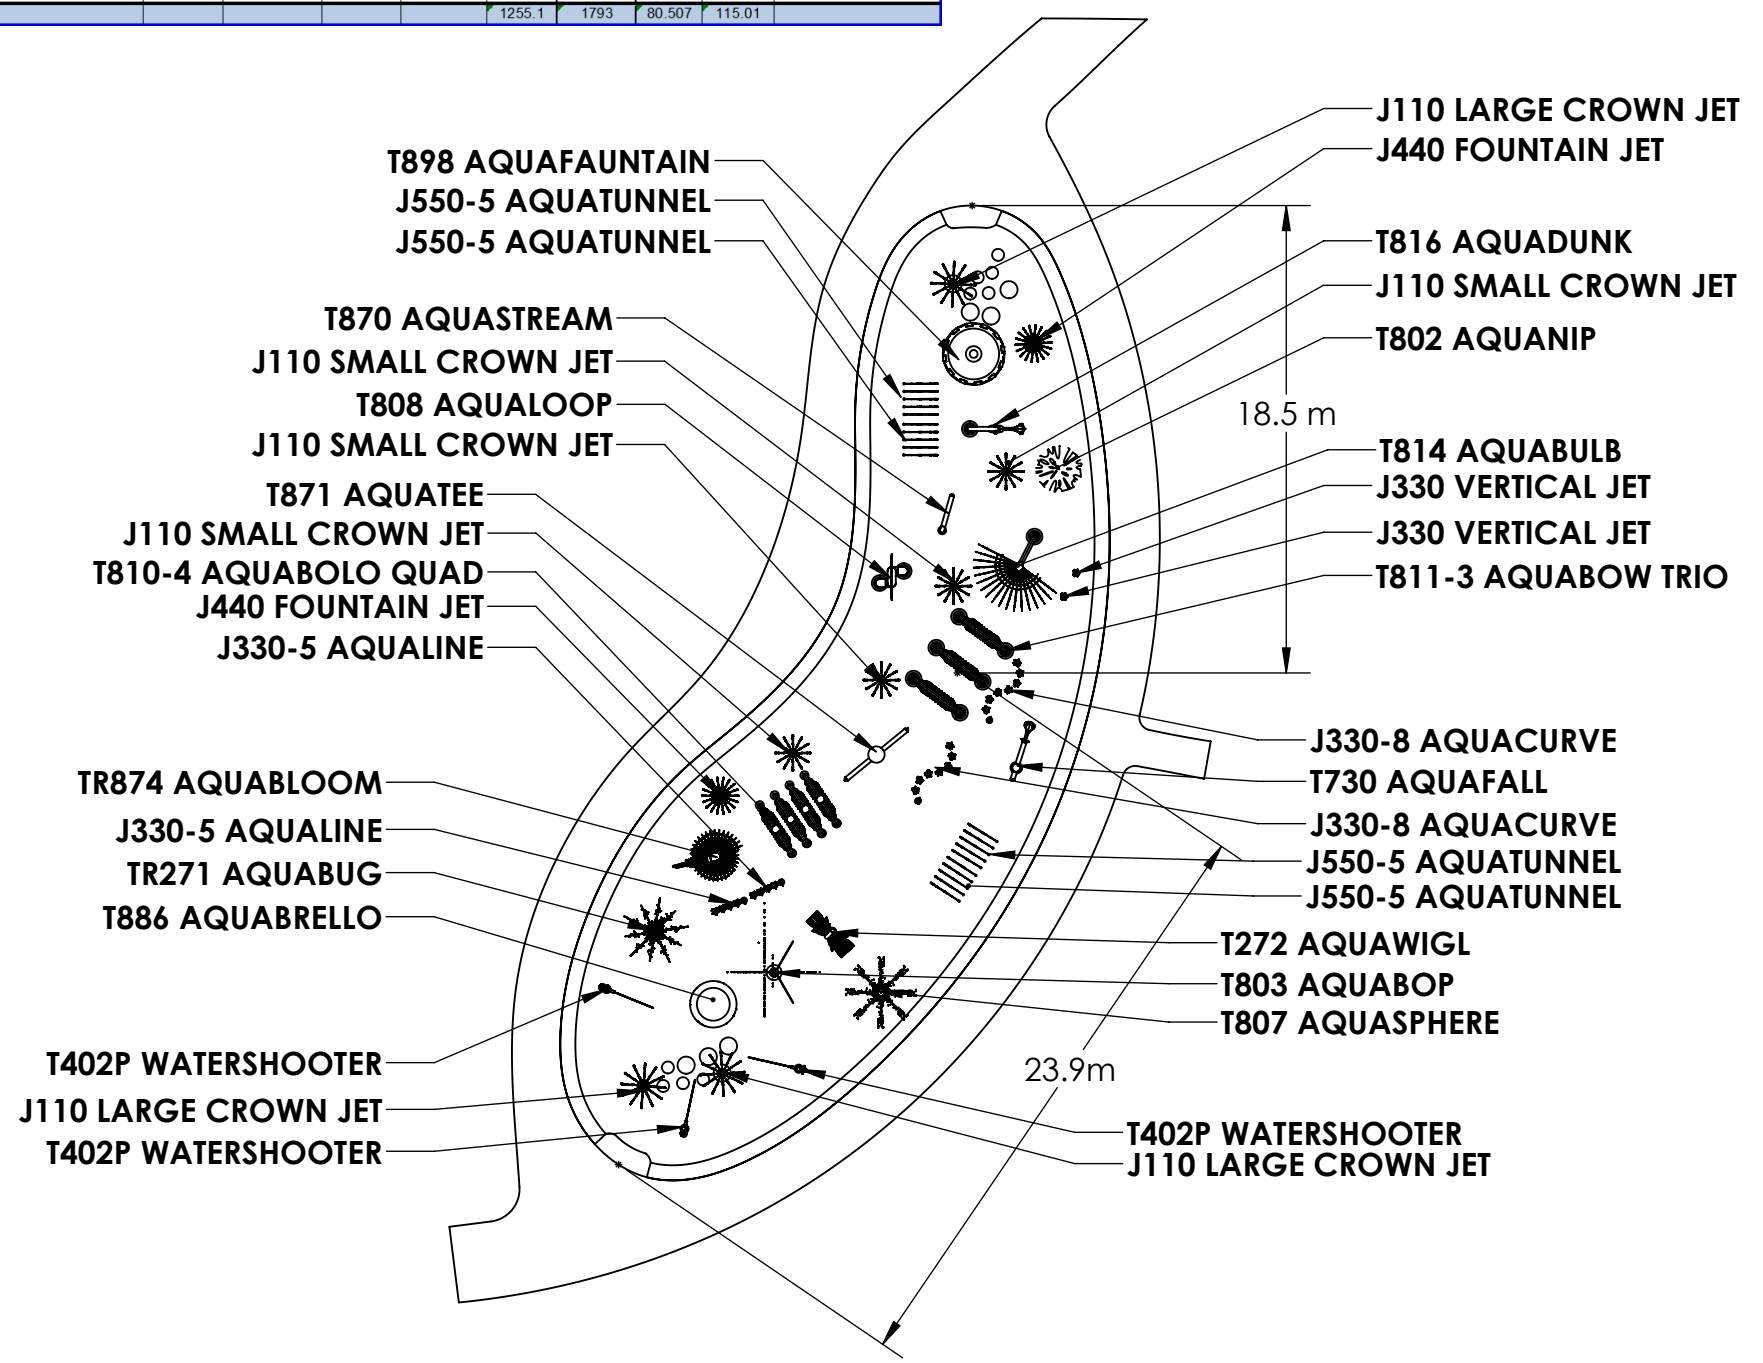 1255.1 1793 80.507 115.01
T898 AQUAFAUNTAIN
J550-5 AQUATUNNEL
J550-5 AQUATUNNEL
T870 AQUASTREAM
J110 SMALL CROWN JET
T808 AQUALOOP
J110 SMALL CROWN JET
T871 AQUATEE
J110 SMALL CROWN JET
T810-4 AQUABOLO QUAD
J440 FOUNTAIN JET
J330-5 AQUALINE
TR874 AQUABLOOM
J330-5 AQUALINE
TR271 AQUABUG
T886 AQUABRELLO
T402P WATERSHOOTER
J110 LARGE CROWN JET
T402P WATERSHOOTER
J110 LARGE CROWN JET
J440 FOUNTAIN JET
T816 AQUADUNK
J110 SMALL CROWN JET
T802 AQUANIP
18.5 m
T814 AQUABULB
J330 VERTICAL JET
J330 VERTICAL JET
T811-3 AQUABOW TRIO
J330-8 AQUACURVE
T730 AQUAFALL
J330-8 AQUACURVE
J550-5 AQUATUNNEL
J550-5 AQUATUNNEL
T272 AQUAWIGL
T803 AQUABOP
T807 AQUASPHERE
23.9m
T402P WATERSHOOTER
J110 LARGE CROWN JET